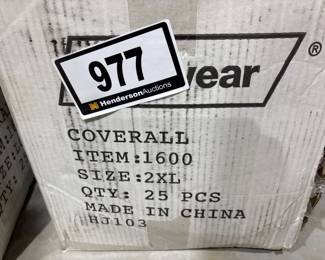 977
HendersonAuctions
wear ®
COVERALL
ITEM:1600
SIZE:2XL
QTY: 25 PCS
MADE IN CHINA
HJ103